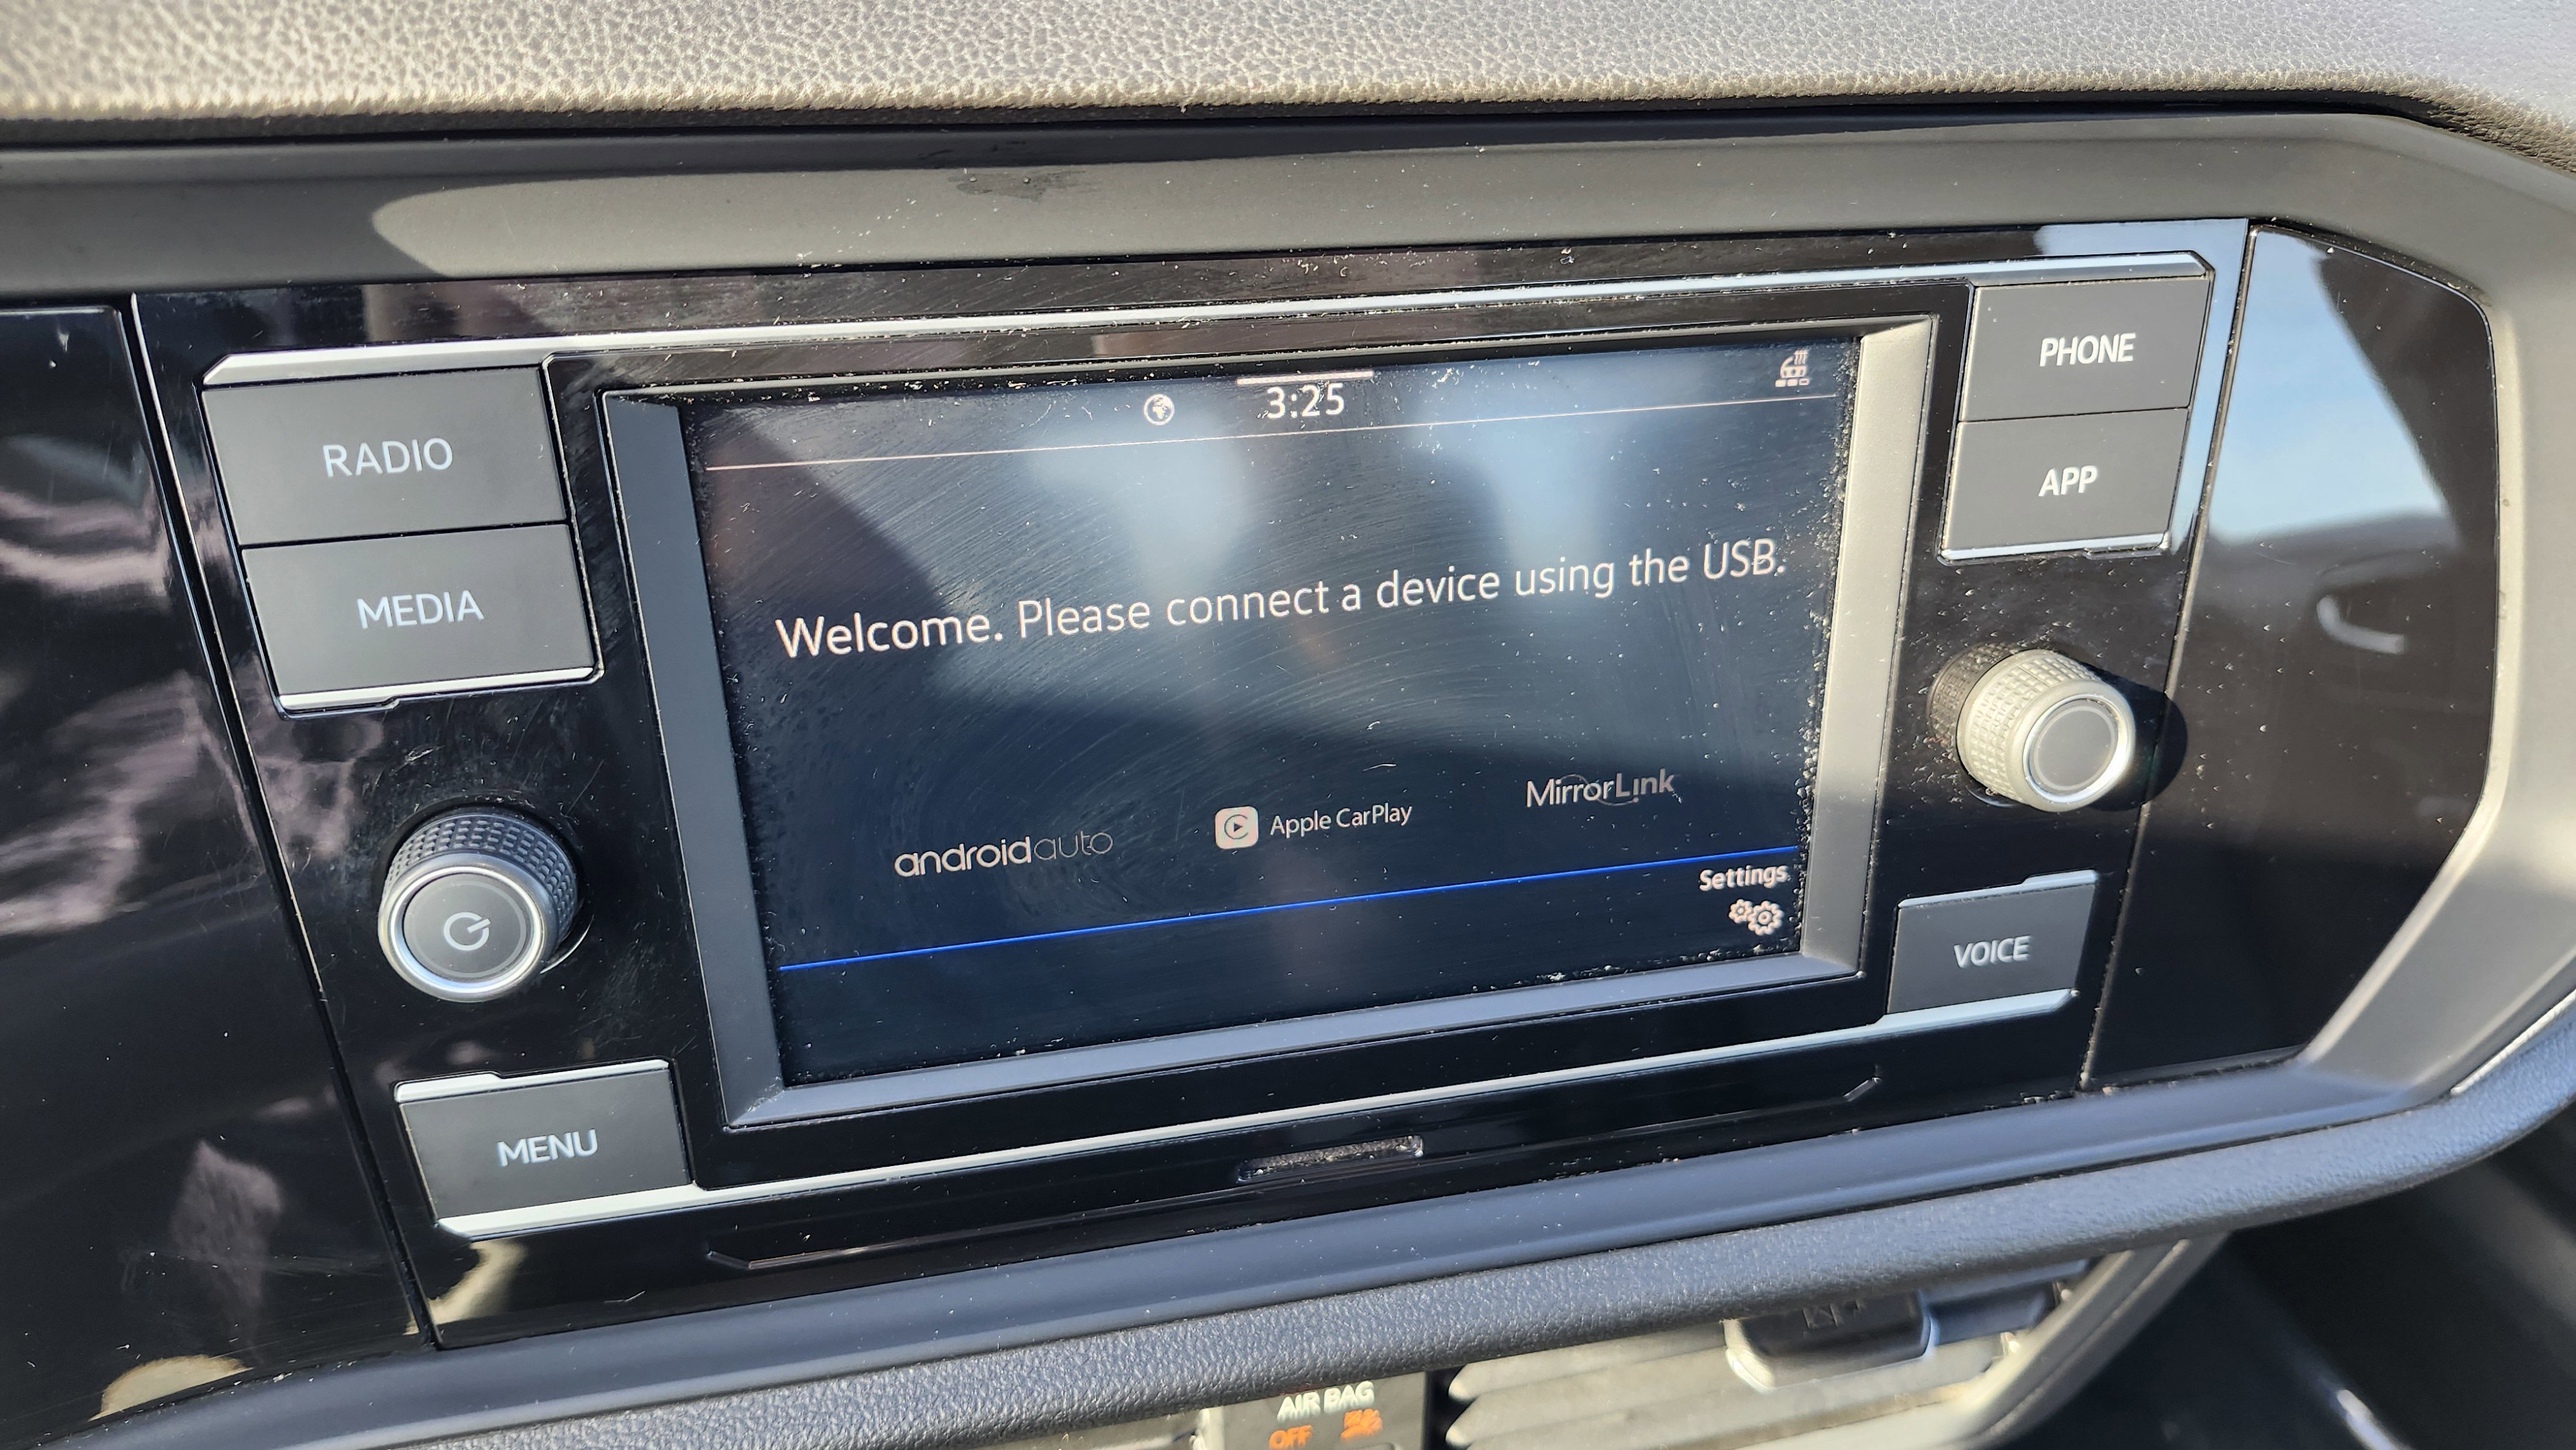 RADIO
MEDIA
MENU
3:25
Welcome. Please connect a device using the USB.
androidauto
Apple CarPlay
MirrorLink
Settings
PHONE
APP
VOICE
AIR BAG
OFF